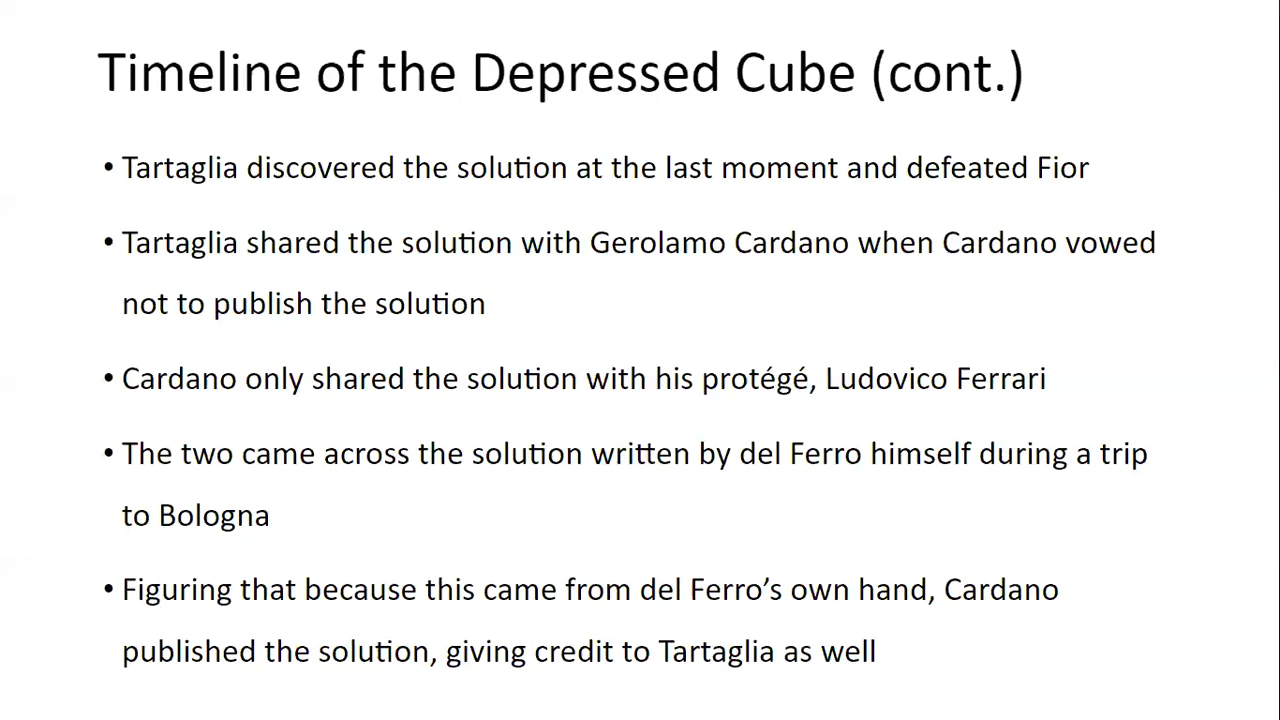 Timeline of the Depressed Cube (cont.)
• Tartaglia discovered the solution at the last moment and defeated Fior
• Tartaglia shared the solution with Gerolamo Cardano when Cardano vowed
not to publish the solution
• Cardano only shared the solution with his protégé, Ludovico Ferrari
• The two came across the solution written by del Ferro himself during a trip
to Bologna
• Figuring that because this came from del Ferro’s own hand, Cardano
published the solution, giving credit to Tartaglia as well